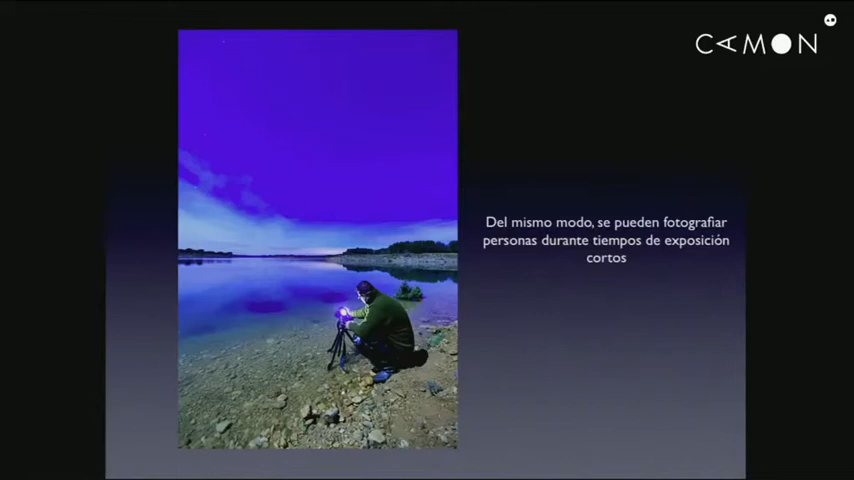 CAMON
Del mismo modo, se pueden fotografiar
personas durante tiempos de exposición
cortos